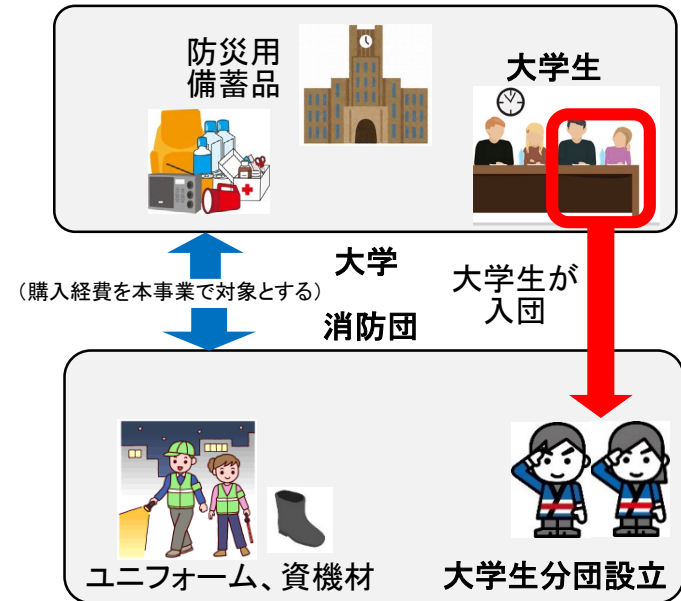 防災用
備蓄品
大学生
大学
（購入経費を本事業で対象とする）
大学生が
入団
消防団
ユニフォーム、資機材
大学生分団設立